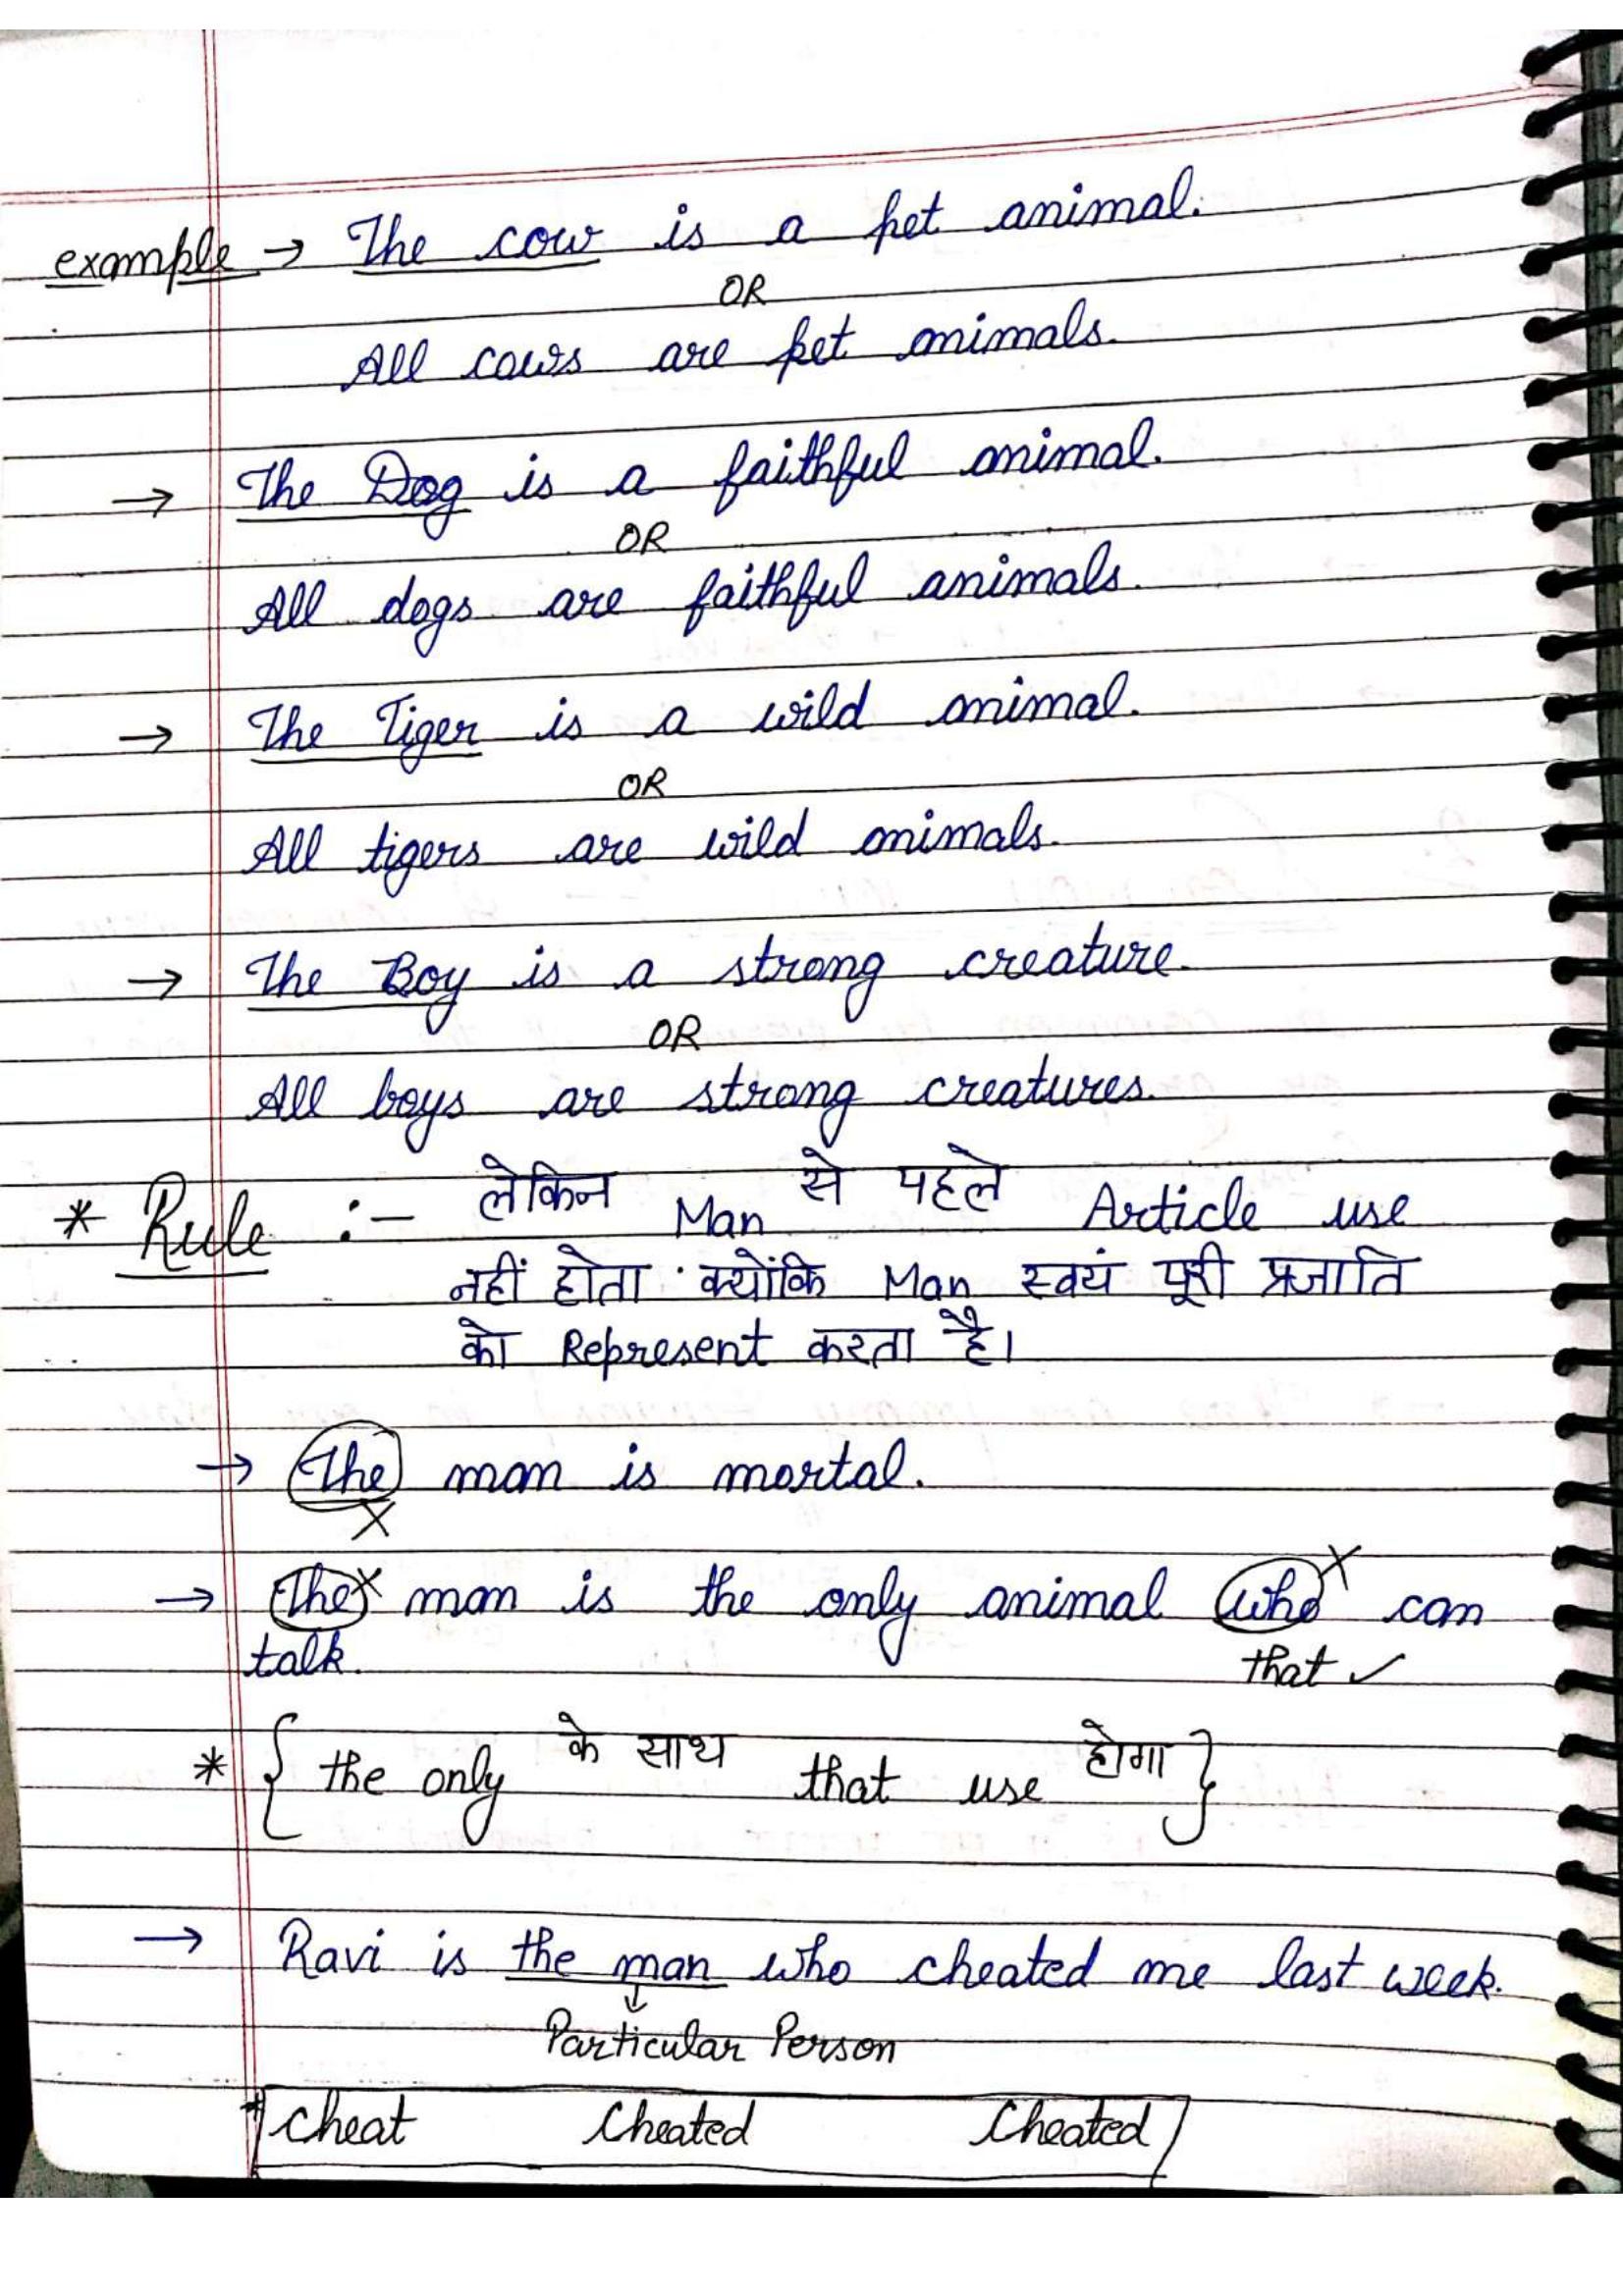 example → The cow is a pet animal.
OR
All cows are pet animals.
→ The Dog is a faithful animal.
OR
All dogs are faithful animals.
→ The Tiger is a wild animal.
OR
All tigers are wild animals.
→ The Boy is a strong creature.
OR
All boys are strong creatures.
* Rule :- लेकिन Man से पहले Article use
नहीं होता क्योंकि Man स्वयं पूरी प्रजाति
को Represent करता है।
→ The man is mortal.
X
→ The X man is the only animal who X can
talk. that ✓
* { the only के साथ that use होगा }
→ Ravi is the man who cheated me last week.
↓
Particular Person
* cheat Cheated Cheated